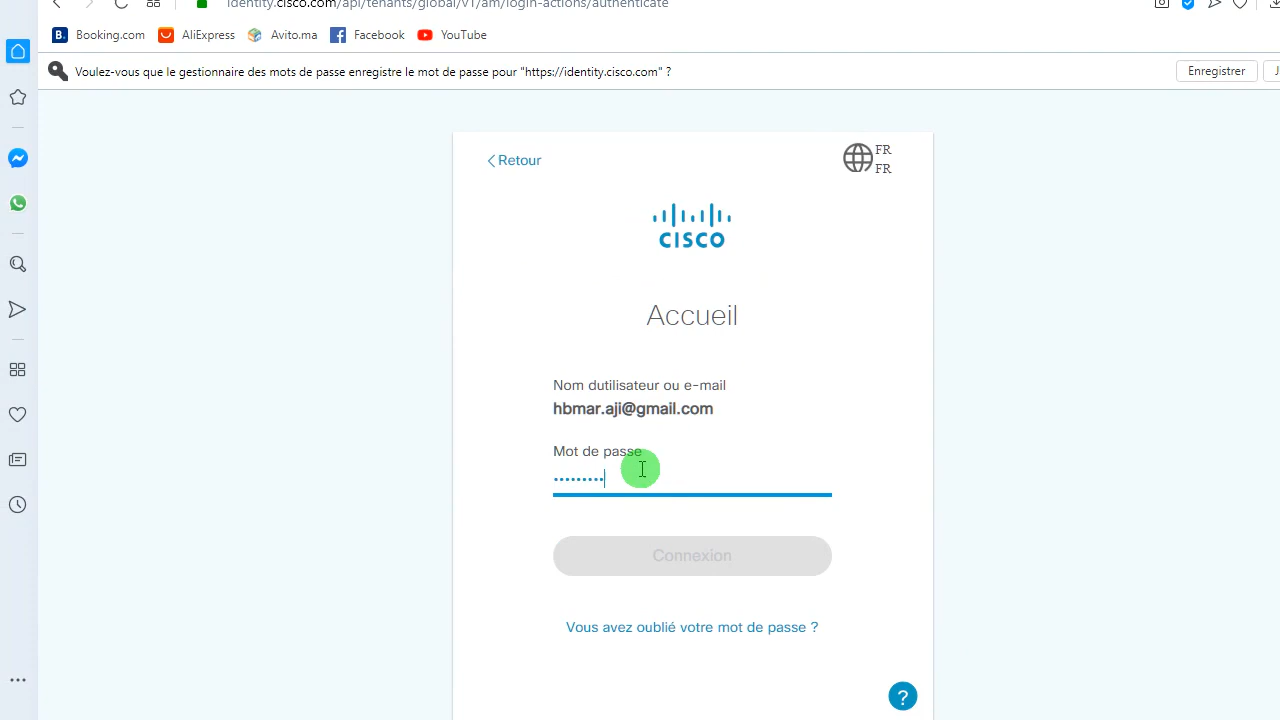 identity.cisco.com/api/tenants/global/v1/am/login-actions/authenticate
Booking.com AliExpress Avito.ma Facebook YouTube
Voulez-vous que le gestionnaire des mots de passe enregistre le mot de passe pour "https://identity.cisco.com" ?
Enregistrer
J
Retour
FR
FR
CISCO
Accueil
Nom dutilisateur ou e-mail
hbmar.aji@gmail.com
Mot de passe
•••••••••
Connexion
Vous avez oublié votre mot de passe ?
?